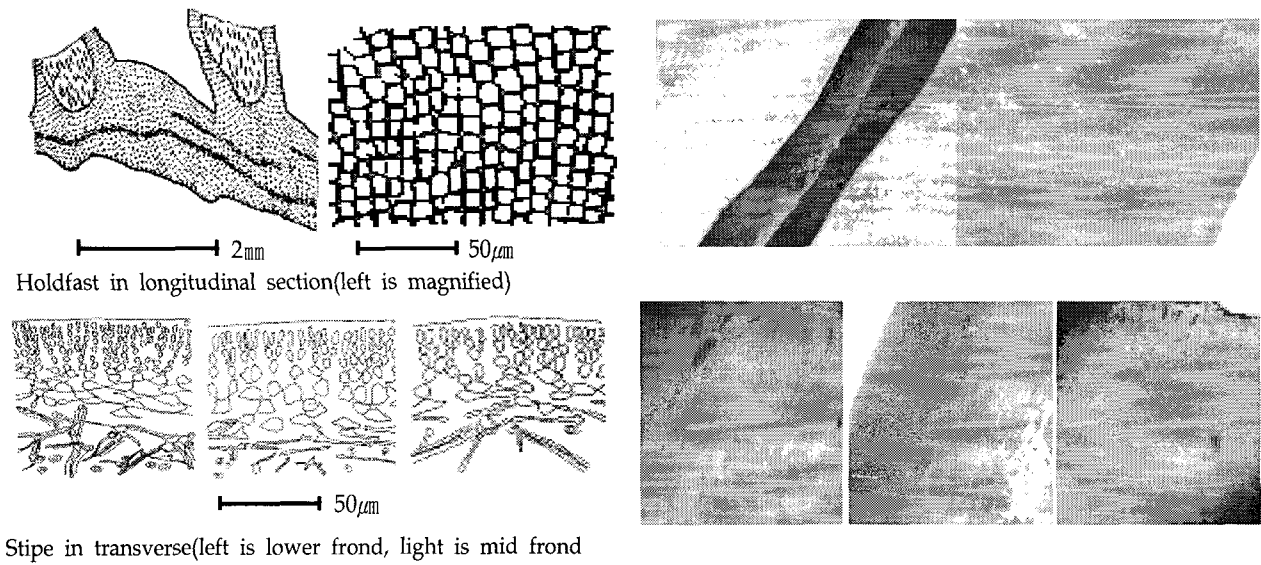 2㎜ 50㎛
Holdfast in longitudinal section(left is magnified)
50㎛
Stipe in transverse(left is lower frond, light is mid frond